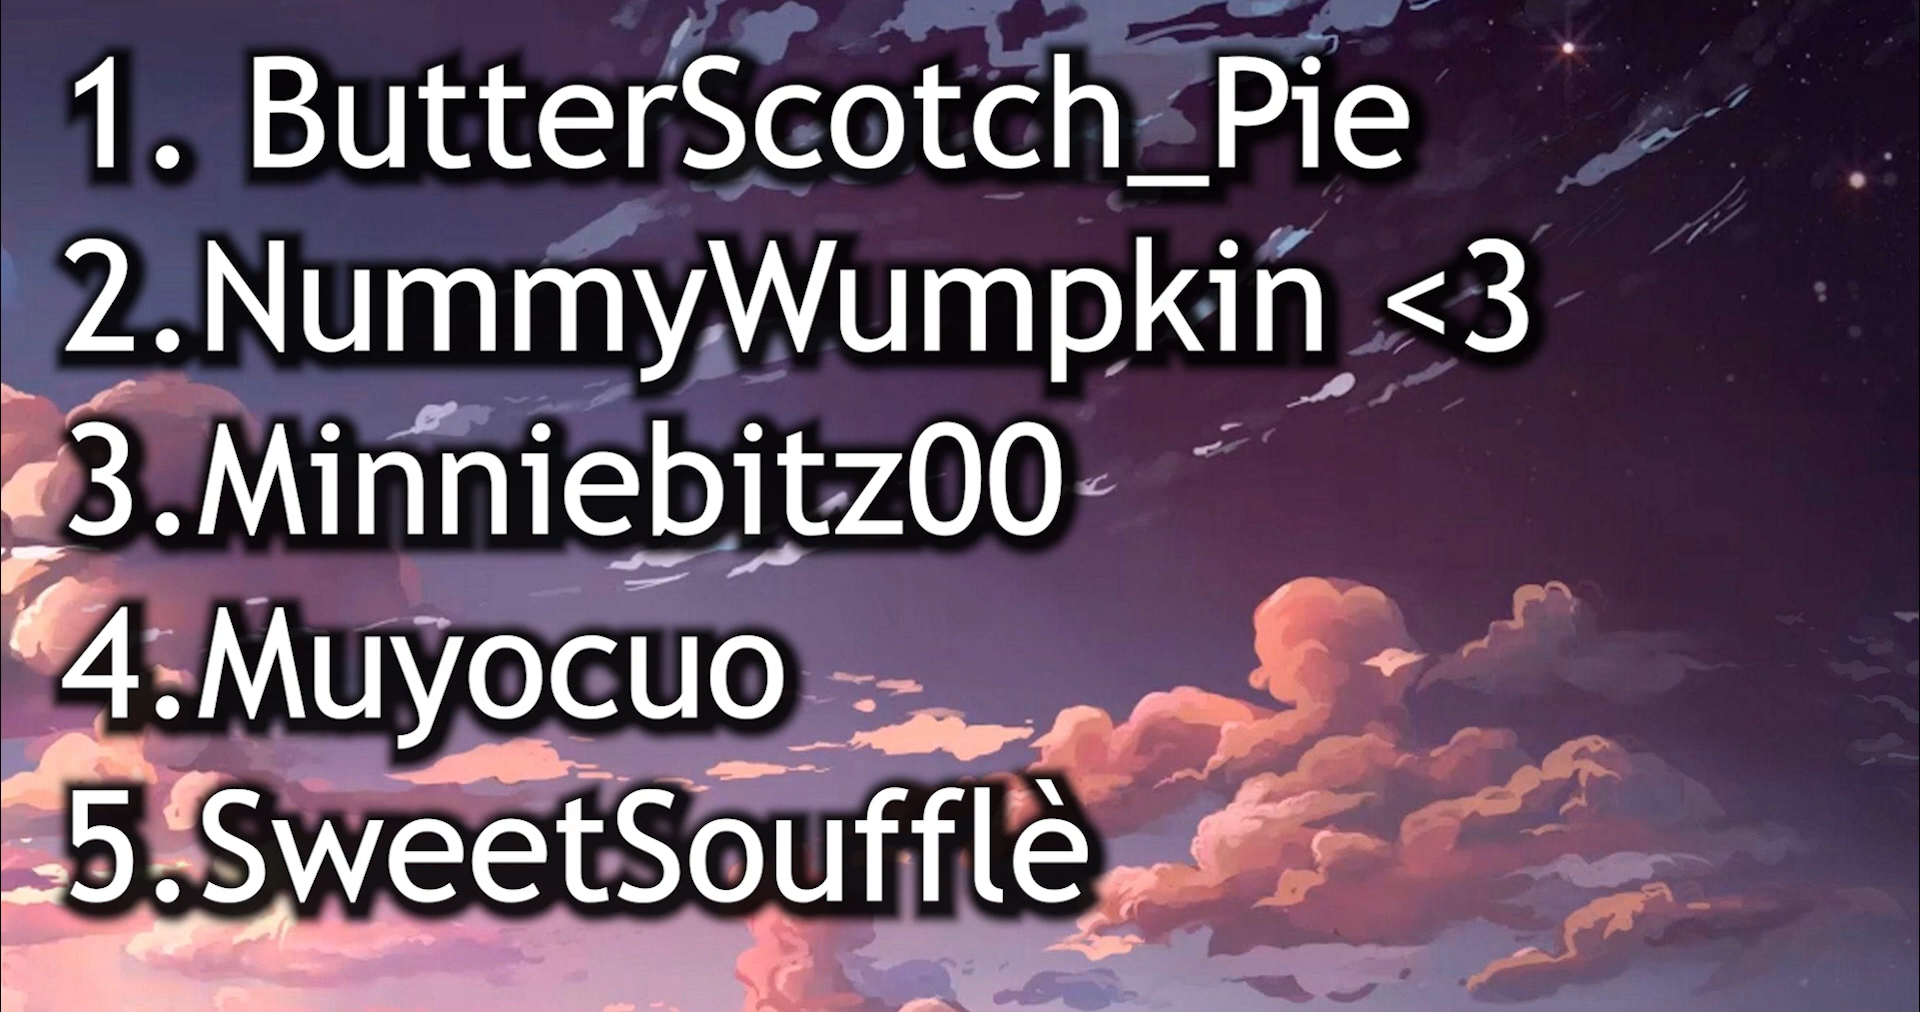 1. ButterScotch_Pie
2.NummyWumpkin <3
3.Minniebitz00
4.Muyocuo
5.SweetSoufflè